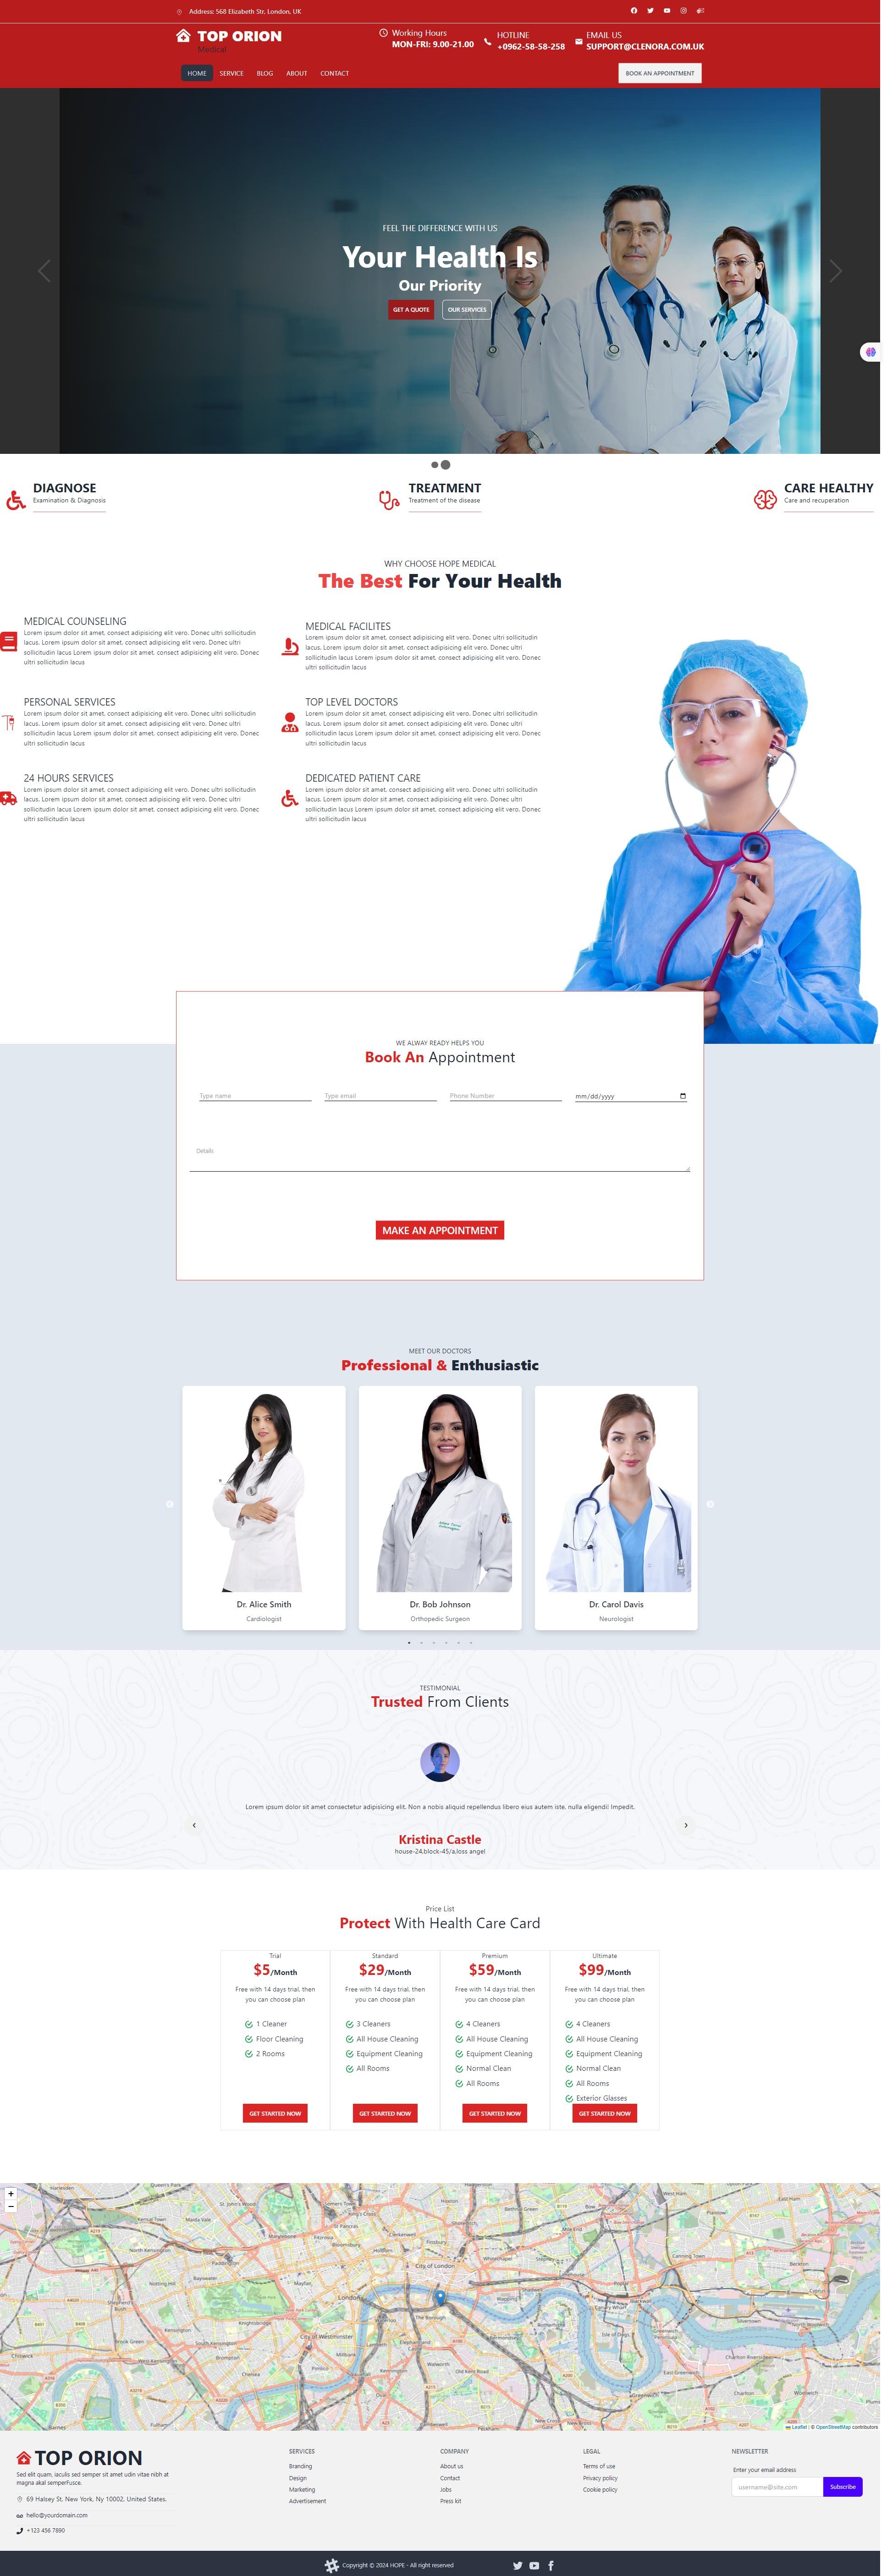 Address: 568 Elizabeth Str, London, UK
TOP ORION
Medical
Working Hours
MON-FRI: 9.00-21.00
HOTLINE
+0962-58-58-258
EMAIL US
SUPPORT@CLENORA.COM.UK
HOME SERVICE BLOG ABOUT CONTACT
BOOK AN APPOINTMENT
FEEL THE DIFFERENCE WITH US
Your Health Is
Our Priority
GET A QUOTE OUR SERVICES
DIAGNOSE
Examination & Diagnosis
TREATMENT
Treatment of the disease
CARE HEALTHY
Care and recuperation
WHY CHOOSE HOPE MEDICAL
The Best For Your Health
MEDICAL COUNSELING
Lorem ipsum dolor sit amet, consect adipisicing elit vero. Donec ultri sollicitudin
lacus. Lorem ipsum dolor sit amet, consect adipisicing elit vero. Donec ultri
sollicitudin lacus Lorem ipsum dolor sit amet, consect adipisicing elit vero. Donec
ultri sollicitudin lacus
MEDICAL FACILITES
Lorem ipsum dolor sit amet, consect adipisicing elit vero. Donec ultri sollicitudin
lacus. Lorem ipsum dolor sit amet, consect adipisicing elit vero. Donec ultri
sollicitudin lacus Lorem ipsum dolor sit amet, consect adipisicing elit vero. Donec
ultri sollicitudin lacus
PERSONAL SERVICES
Lorem ipsum dolor sit amet, consect adipisicing elit vero. Donec ultri sollicitudin
lacus. Lorem ipsum dolor sit amet, consect adipisicing elit vero. Donec ultri
sollicitudin lacus Lorem ipsum dolor sit amet, consect adipisicing elit vero. Donec
ultri sollicitudin lacus
TOP LEVEL DOCTORS
Lorem ipsum dolor sit amet, consect adipisicing elit vero. Donec ultri sollicitudin
lacus. Lorem ipsum dolor sit amet, consect adipisicing elit vero. Donec ultri
sollicitudin lacus Lorem ipsum dolor sit amet, consect adipisicing elit vero. Donec
ultri sollicitudin lacus
24 HOURS SERVICES
Lorem ipsum dolor sit amet, consect adipisicing elit vero. Donec ultri sollicitudin
lacus. Lorem ipsum dolor sit amet, consect adipisicing elit vero. Donec ultri
sollicitudin lacus Lorem ipsum dolor sit amet, consect adipisicing elit vero. Donec
ultri sollicitudin lacus
DEDICATED PATIENT CARE
Lorem ipsum dolor sit amet, consect adipisicing elit vero. Donec ultri sollicitudin
lacus. Lorem ipsum dolor sit amet, consect adipisicing elit vero. Donec ultri
sollicitudin lacus Lorem ipsum dolor sit amet, consect adipisicing elit vero. Donec
ultri sollicitudin lacus
WE ALWAY READY HELPS YOU
Book An Appointment
Type name Type email Phone Number mm/dd/yyyy
Details
MAKE AN APPOINTMENT
MEET OUR DOCTORS
Professional & Enthusiastic
Dr. Alice Smith
Cardiologist
Dr. Bob Johnson
Orthopedic Surgeon
Dr. Carol Davis
Neurologist
TESTIMONIAL
Trusted From Clients
Lorem ipsum dolor sit amet consectetur adipisicing elit. Non a nobis aliquid repellendus libero eius autem iste, nulla eligendi! Impedit.
Kristina Castle
house-24,block-45/a,loss angel
Price List
Protect With Health Care Card
Trial
$5/Month
Free with 14 days trial, then
you can choose plan
1 Cleaner
Floor Cleaning
2 Rooms
GET STARTED NOW
Standard
$29/Month
Free with 14 days trial, then
you can choose plan
3 Cleaners
All House Cleaning
Equipment Cleaning
All Rooms
GET STARTED NOW
Premium
$59/Month
Free with 14 days trial, then
you can choose plan
4 Cleaners
All House Cleaning
Equipment Cleaning
Normal Clean
All Rooms
GET STARTED NOW
Ultimate
$99/Month
Free with 14 days trial, then
you can choose plan
4 Cleaners
All House Cleaning
Equipment Cleaning
Normal Clean
All Rooms
Exterior Glasses
GET STARTED NOW
+
−
City of London
London
City of Westminster
Leaflet | © OpenStreetMap contributors
TOP ORION
Sed elit quam, iaculis sed semper sit amet udin vitae nibh at
magna akal semperFusce.
69 Halsey St, New York, Ny 10002, United States.
hello@yourdomain.com
+123 456 7890
SERVICES
Branding
Design
Marketing
Advertisement
COMPANY
About us
Contact
Jobs
Press kit
LEGAL
Terms of use
Privacy policy
Cookie policy
NEWSLETTER
Enter your email address
username@site.com Subscribe
Copyright © 2024 HOPE - All right reserved